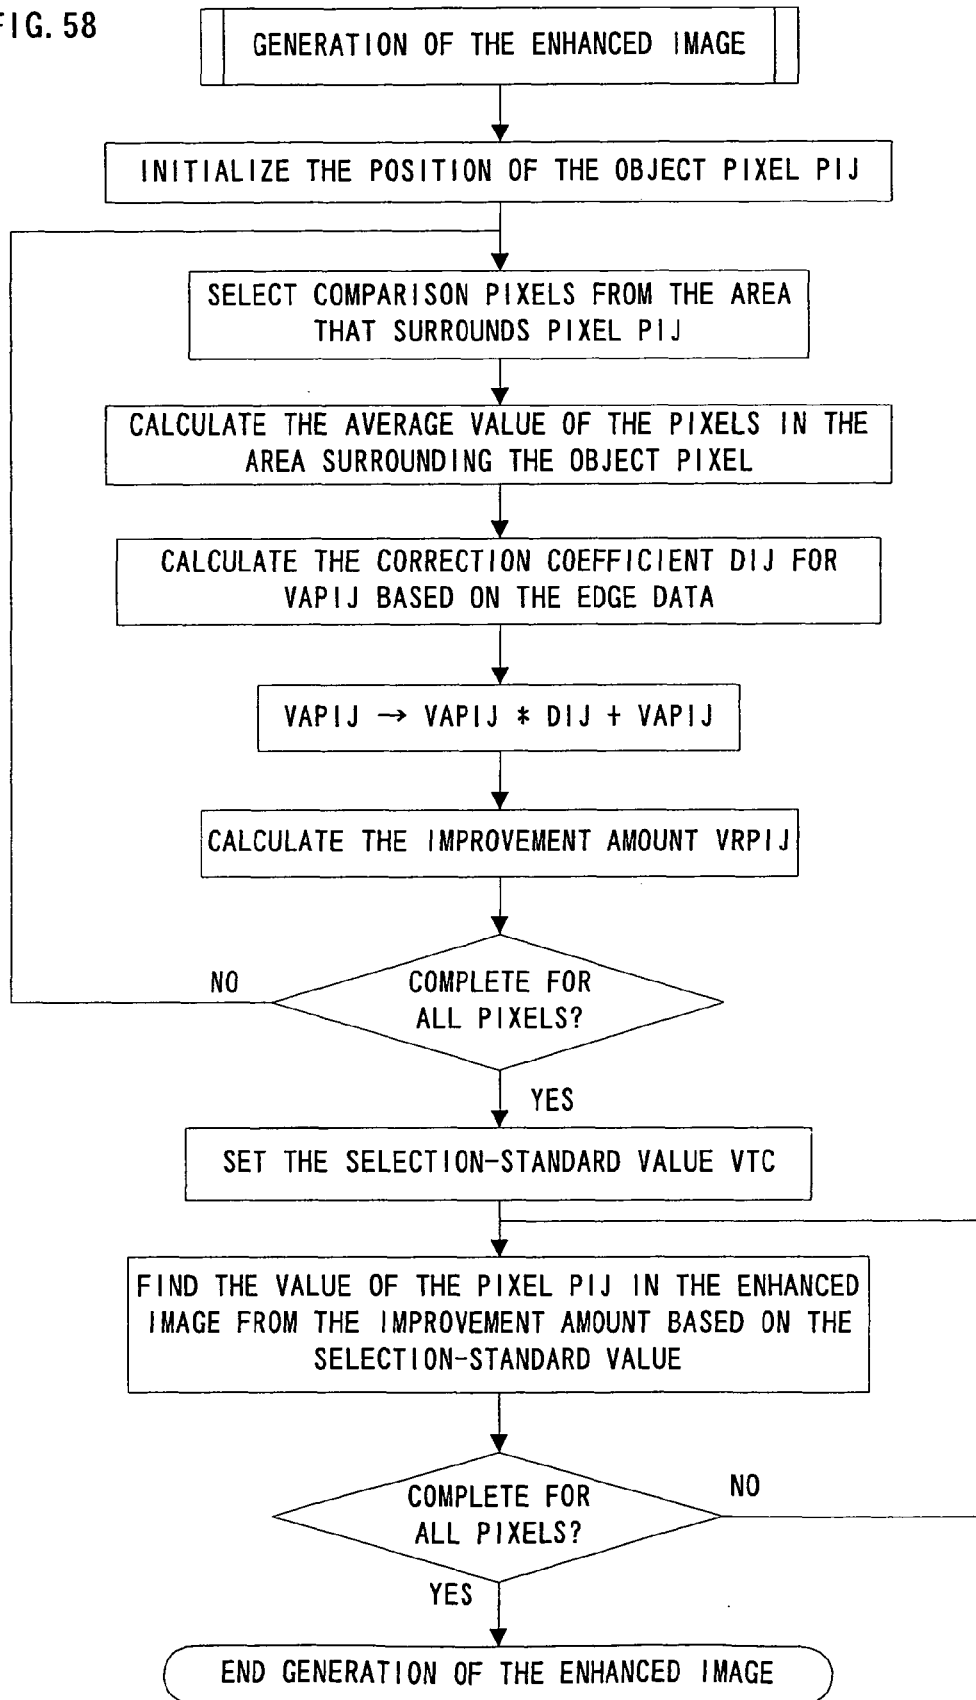 FIG. 58
GENERATION OF THE ENHANCED IMAGE
INITIALIZE THE POSITION OF THE OBJECT PIXEL PIJ
SELECT COMPARISON PIXELS FROM THE AREA
THAT SURROUNDS PIXEL PIJ
CALCULATE THE AVERAGE VALUE OF THE PIXELS IN THE
AREA SURROUNDING THE OBJECT PIXEL
CALCULATE THE CORRECTION COEFFICIENT DIJ FOR
VAPIJ BASED ON THE EDGE DATA
VAPIJ → VAPIJ * DIJ + VAPIJ
CALCULATE THE IMPROVEMENT AMOUNT VRPIJ
NO
COMPLETE FOR
ALL PIXELS?
YES
SET THE SELECTION-STANDARD VALUE VTC
FIND THE VALUE OF THE PIXEL PIJ IN THE ENHANCED
IMAGE FROM THE IMPROVEMENT AMOUNT BASED ON THE
SELECTION-STANDARD VALUE
COMPLETE FOR
ALL PIXELS?
NO
YES
END GENERATION OF THE ENHANCED IMAGE